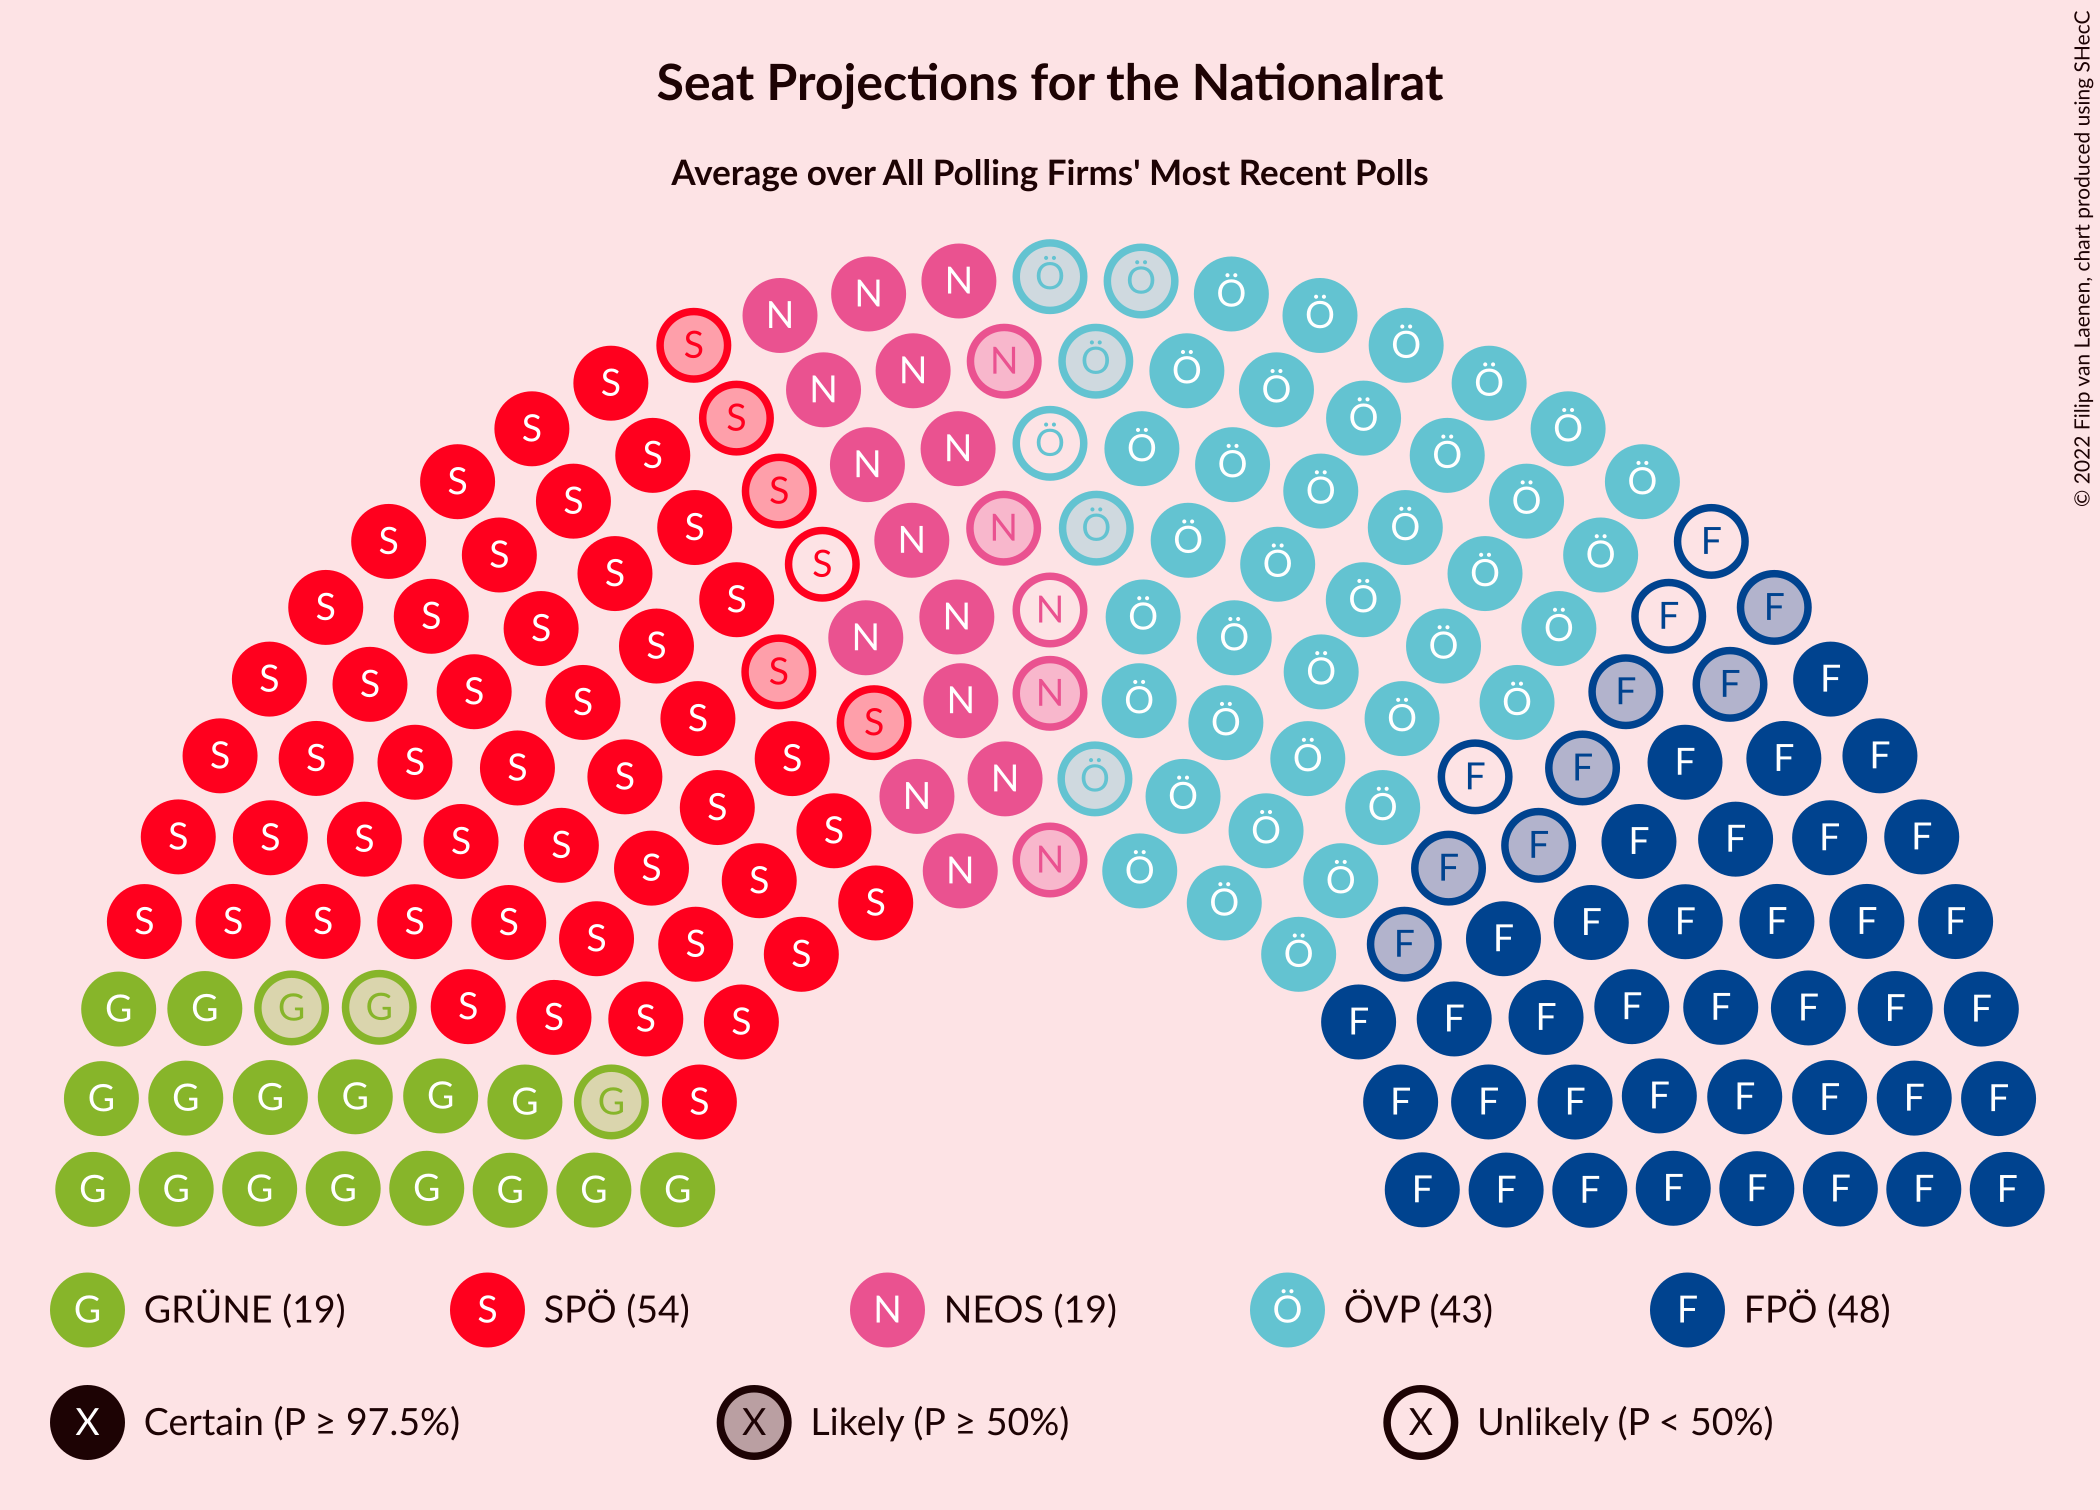 Seat Projections for the Nationalrat
Average over All Polling Firms' Most Recent Polls
© 2022 Filip van Laenen, chart produced using SHecC
Ö Ö Ö Ö Ö Ö Ö Ö
N N N
S S S S S S S S S S S
G G G G G G G G
G G G G G G G
G G G G
S S S S S S S S S S S
S S S S S S S S S S
S S S S S S S S
S S S S S S
S S S S
S S S
S
N N N N N N N N N N N N N N N N
Ö Ö Ö Ö Ö Ö Ö Ö Ö Ö Ö Ö Ö Ö Ö Ö Ö Ö Ö Ö Ö Ö Ö Ö Ö Ö Ö Ö Ö Ö Ö Ö Ö Ö Ö
F F F
F F F F
F F F F F
F F F F F F
F F F F F F
F F F F F F F F
F F F F F F F F
F F F F F F F F
G GRÜNE (19) S SPÖ (54) N NEOS (19) Ö ÖVP (43) F FPÖ (48)
X Certain (P ≥ 97.5%) X Likely (P ≥ 50%) X Unlikely (P < 50%)